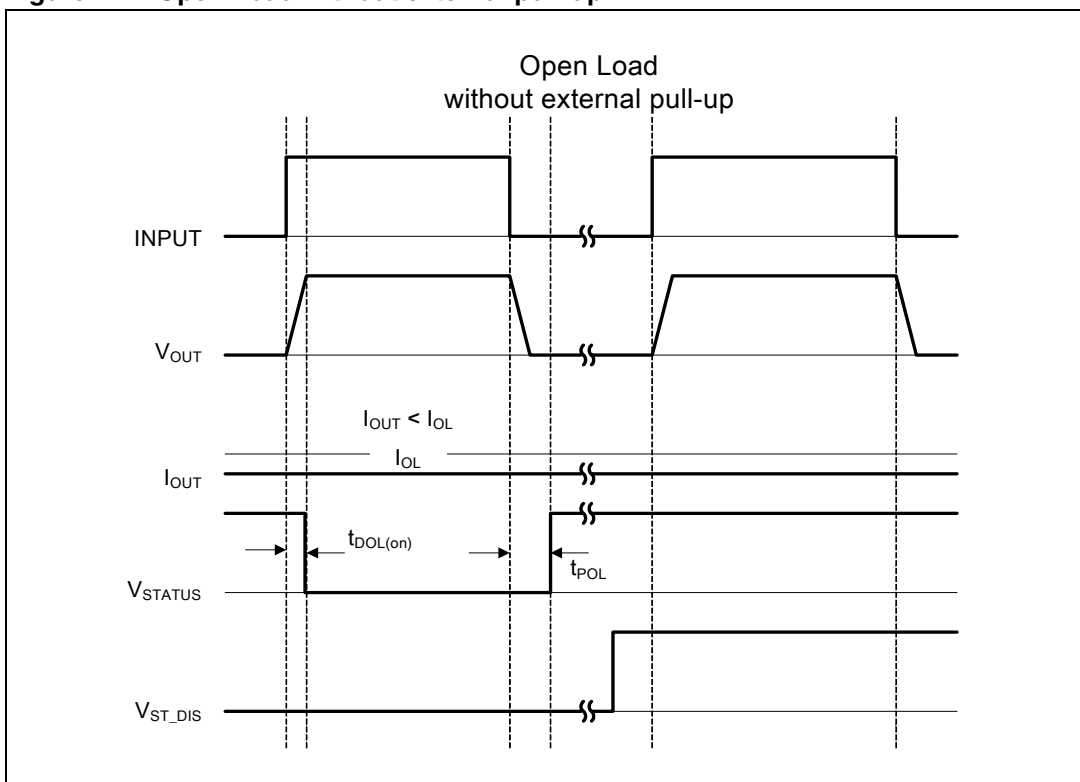 Open Load
without external pull-up
INPUT
VOUT
IOUT < IOL
IOL
IOUT
tDOL(on)
tPOL
VSTATUS
VST_DIS